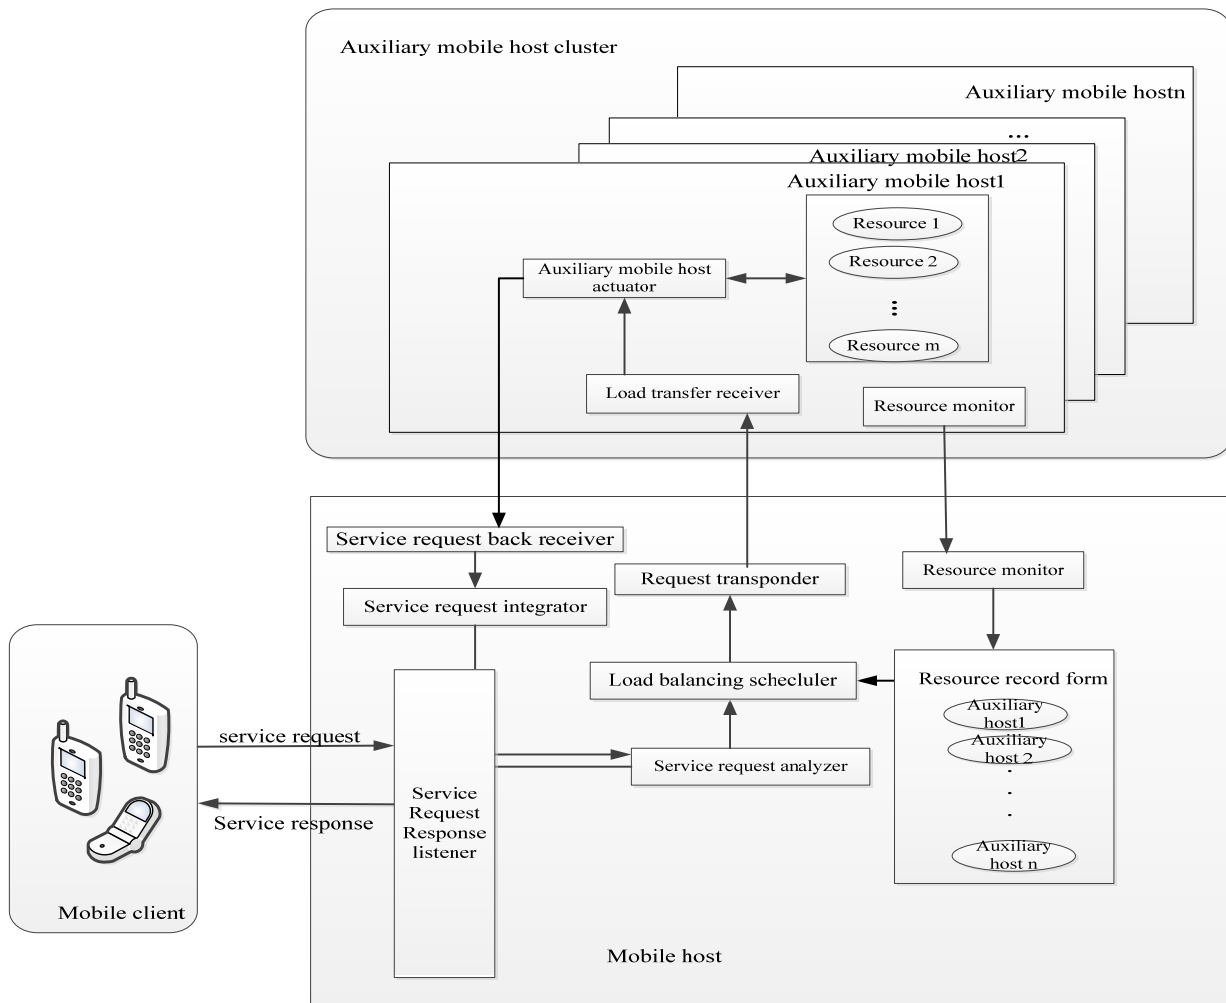 Auxiliary mobile host cluster
Auxiliary mobile hostn
...
Auxiliary mobile host2
Auxiliary mobile host1
Resource 1
Resource 2
Resource m
Auxiliary mobile host
actuator
Load transfer receiver
Resource monitor
Service request back receiver
Service request integrator
Request transponder
Resource monitor
Load balancing schecluler
Resource record form
Auxiliary
host1
Auxiliary
host 2
.
.
.
Auxiliary
host n
Service request analyzer
service request
Service response
Service
Request
Response
listener
Mobile client
Mobile host